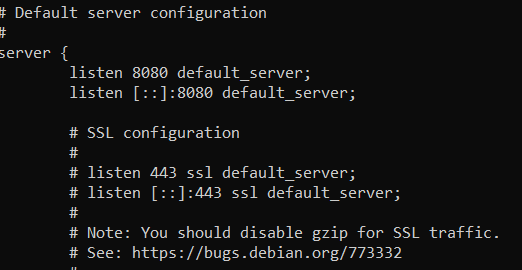 # Default server configuration
#
server {
listen 8080 default_server;
listen [::]:8080 default_server;
# SSL configuration
#
# listen 443 ssl default_server;
# listen [::]:443 ssl default_server;
#
# Note: You should disable gzip for SSL traffic.
# See: https://bugs.debian.org/773332
#